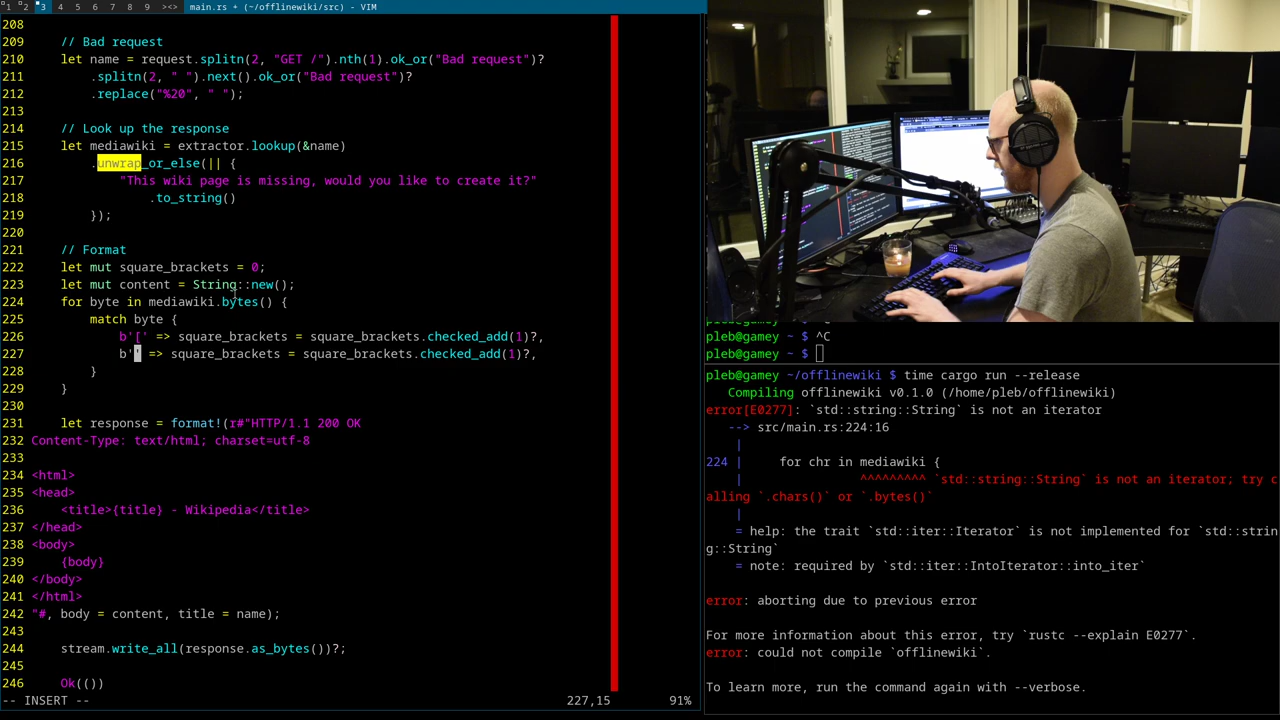 1 2 3 4 5 6 7 8 9 ><> main.rs + (~/offlinewiki/src) - VIM
208
209     // Bad request
210     let name = request.splitn(2, "GET /").nth(1).ok_or("Bad request")?
211         .splitn(2, " ").next().ok_or("Bad request")?
212         .replace("%20", " ");
213
214     // Look up the response
215     let mediawiki = extractor.lookup(&name)
216         .unwrap_or_else(|| {
217             "This wiki page is missing, would you like to create it?"
218                 .to_string()
219         });
220
221     // Format
222     let mut square_brackets = 0;
223     let mut content = String::new();
224     for byte in mediawiki.bytes() {
225         match byte {
226             b'[' => square_brackets = square_brackets.checked_add(1)?,
227             b'' => square_brackets = square_brackets.checked_add(1)?,
228         }
229     }
230
231     let response = format!(r#"HTTP/1.1 200 OK
232 Content-Type: text/html; charset=utf-8
233
234 <html>
235 <head>
236     <title>{title} - Wikipedia</title>
237 </head>
238 <body>
239     {body}
240 </body>
241 </html>
242 "#, body = content, title = name);
243
244     stream.write_all(response.as_bytes())?;
245
246     Ok(())
-- INSERT -- 227,15 91%
pleb@gamey ~ $ ^C
pleb@gamey ~ $
pleb@gamey ~/offlinewiki $ time cargo run --release
   Compiling offlinewiki v0.1.0 (/home/pleb/offlinewiki)
error[E0277]: `std::string::String` is not an iterator
   --> src/main.rs:224:16
    |
224 |     for chr in mediawiki {
    |                ^^^^^^^^^ `std::string::String` is not an iterator; try c
alling `.chars()` or `.bytes()`
    |
    = help: the trait `std::iter::Iterator` is not implemented for `std::strin
g::String`
    = note: required by `std::iter::IntoIterator::into_iter`
error: aborting due to previous error
For more information about this error, try `rustc --explain E0277`.
error: could not compile `offlinewiki`.
To learn more, run the command again with --verbose.